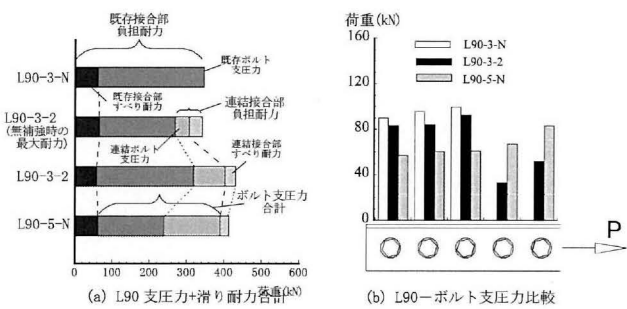 既存接合部
負担耐力
L90-3-N
既存ボルト
支圧力
既存接合部
すべり耐力
連結接合部
負担耐力
L90-3-2
(無補強時の
最大耐力)
連結ボルト
支圧力
連結接合部
すべり耐力
L90-3-2
ボルト支圧力
合計
L90-5-N
0 100 200 300 400 500 600
荷重(kN)
(a) L90 支圧力+滑り耐力合計
荷重(kN)
160
120
80
40
0
L90-3-N
L90-3-2
L90-5-N
P
(b) L90-ボルト支圧力比較